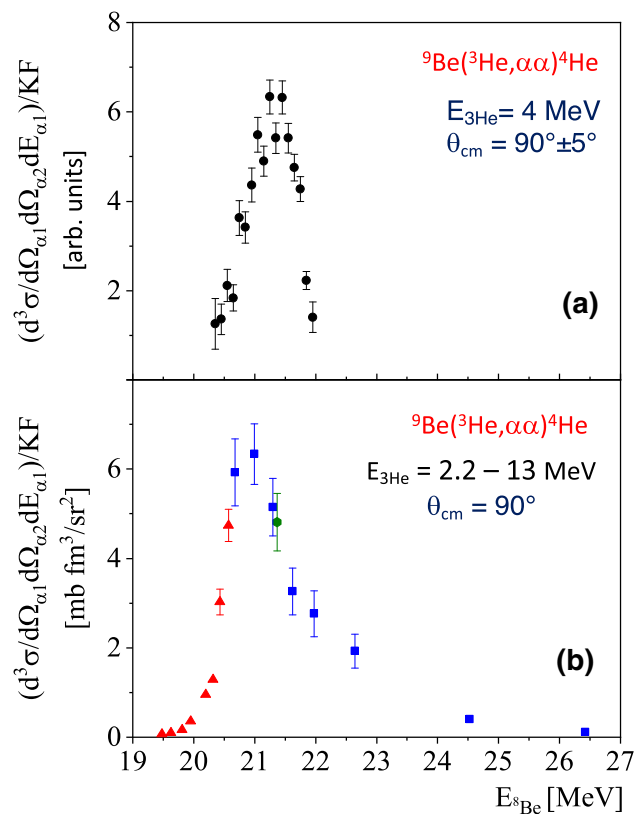 8
6
4
2
(d³σ/dΩα1dΩα2dEα1)/KF
[arb. units]
⁹Be(³He,αα)⁴He
E3He= 4 MeV
θcm = 90°±5°
(a)
6
4
2
0
(d³σ/dΩα1dΩα2dEα1)/KF
[mb fm³/sr²]
⁹Be(³He,αα)⁴He
E3He = 2.2 – 13 MeV
θcm = 90°
(b)
19 20 21 22 23 24 25 26 27
E⁸Be [MeV]